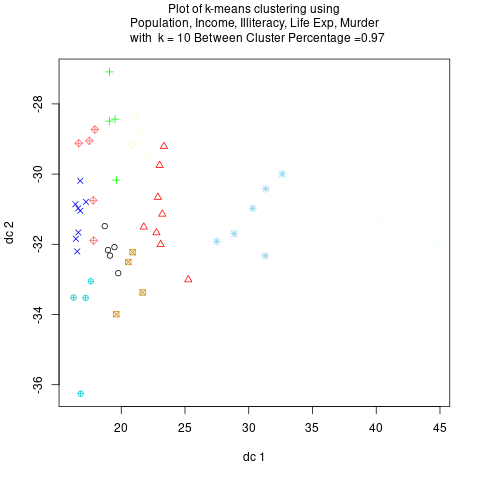 Plot of k-means clustering using
Population, Income, Illiteracy, Life Exp, Murder
with k = 10 Between Cluster Percentage =0.97
-28
-30
-32
-34
-36
dc 2
20
25
30
35
40
45
dc 1